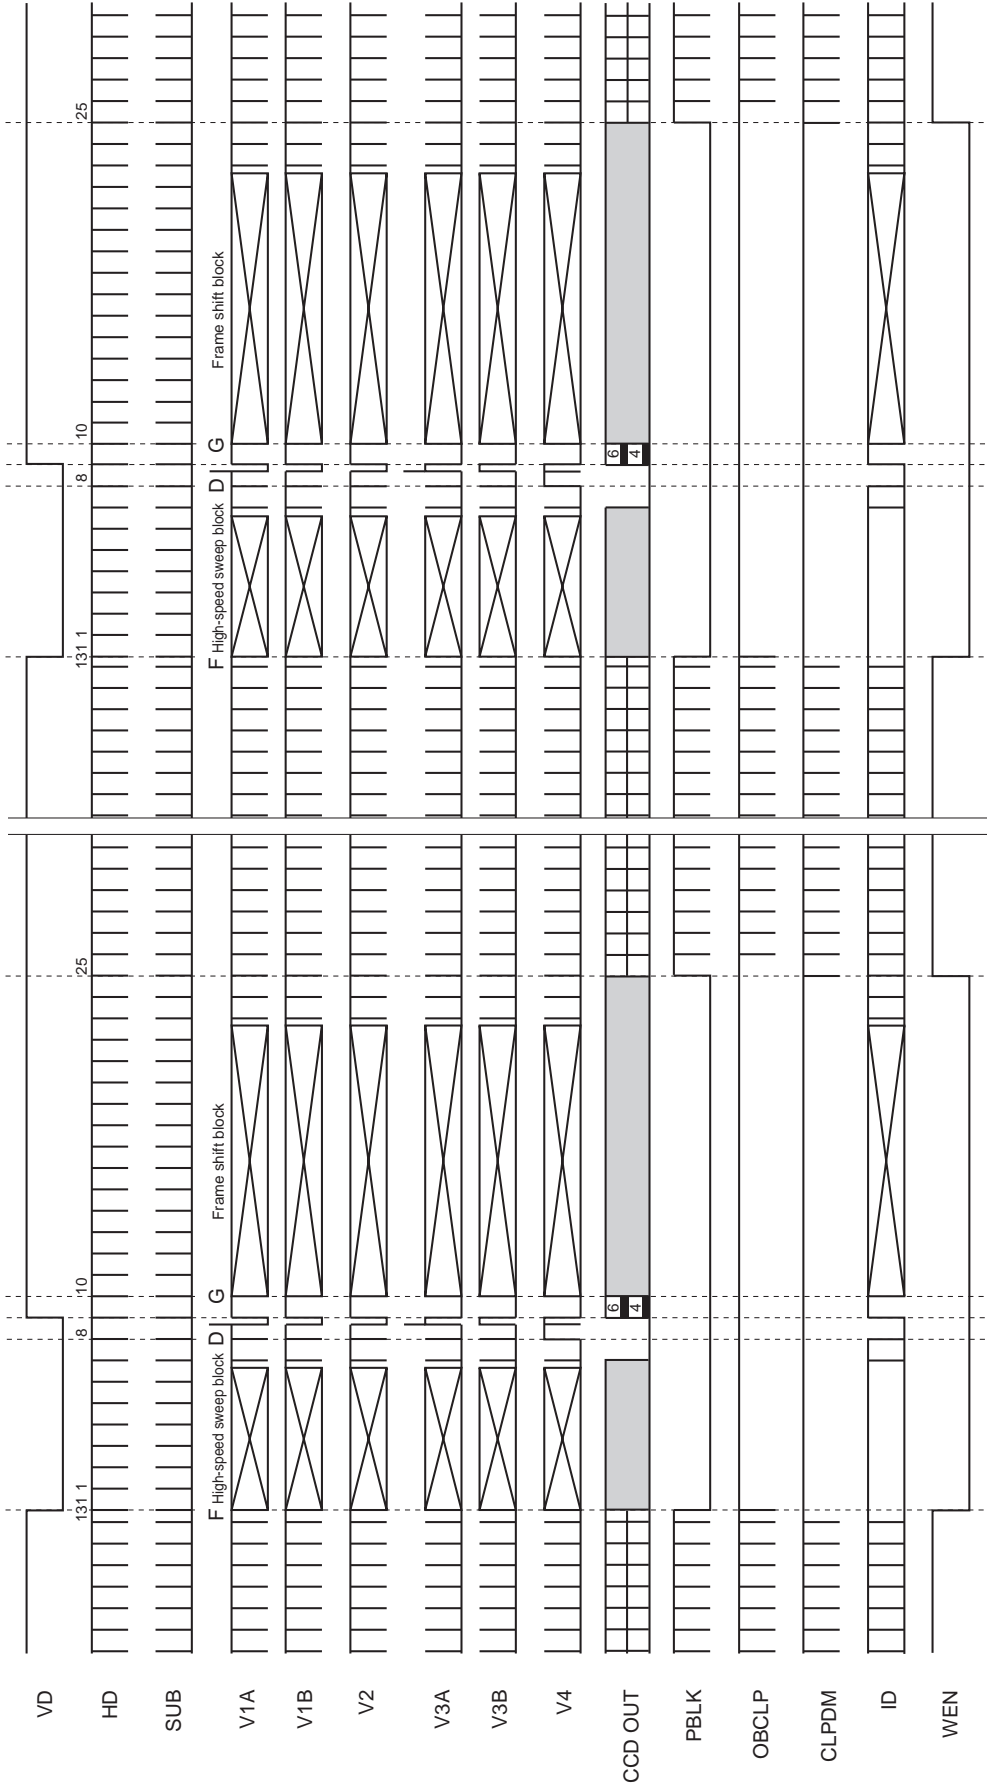 VD
131 1
8
10
25
131 1
8
10
25
HD
SUB
F High-speed sweep block D G Frame shift block
F High-speed sweep block D G Frame shift block
V1A
V1B
V2
V3A
V3B
V4
CCD OUT
6
4
6
4
PBLK
OBCLP
CLPDM
ID
WEN